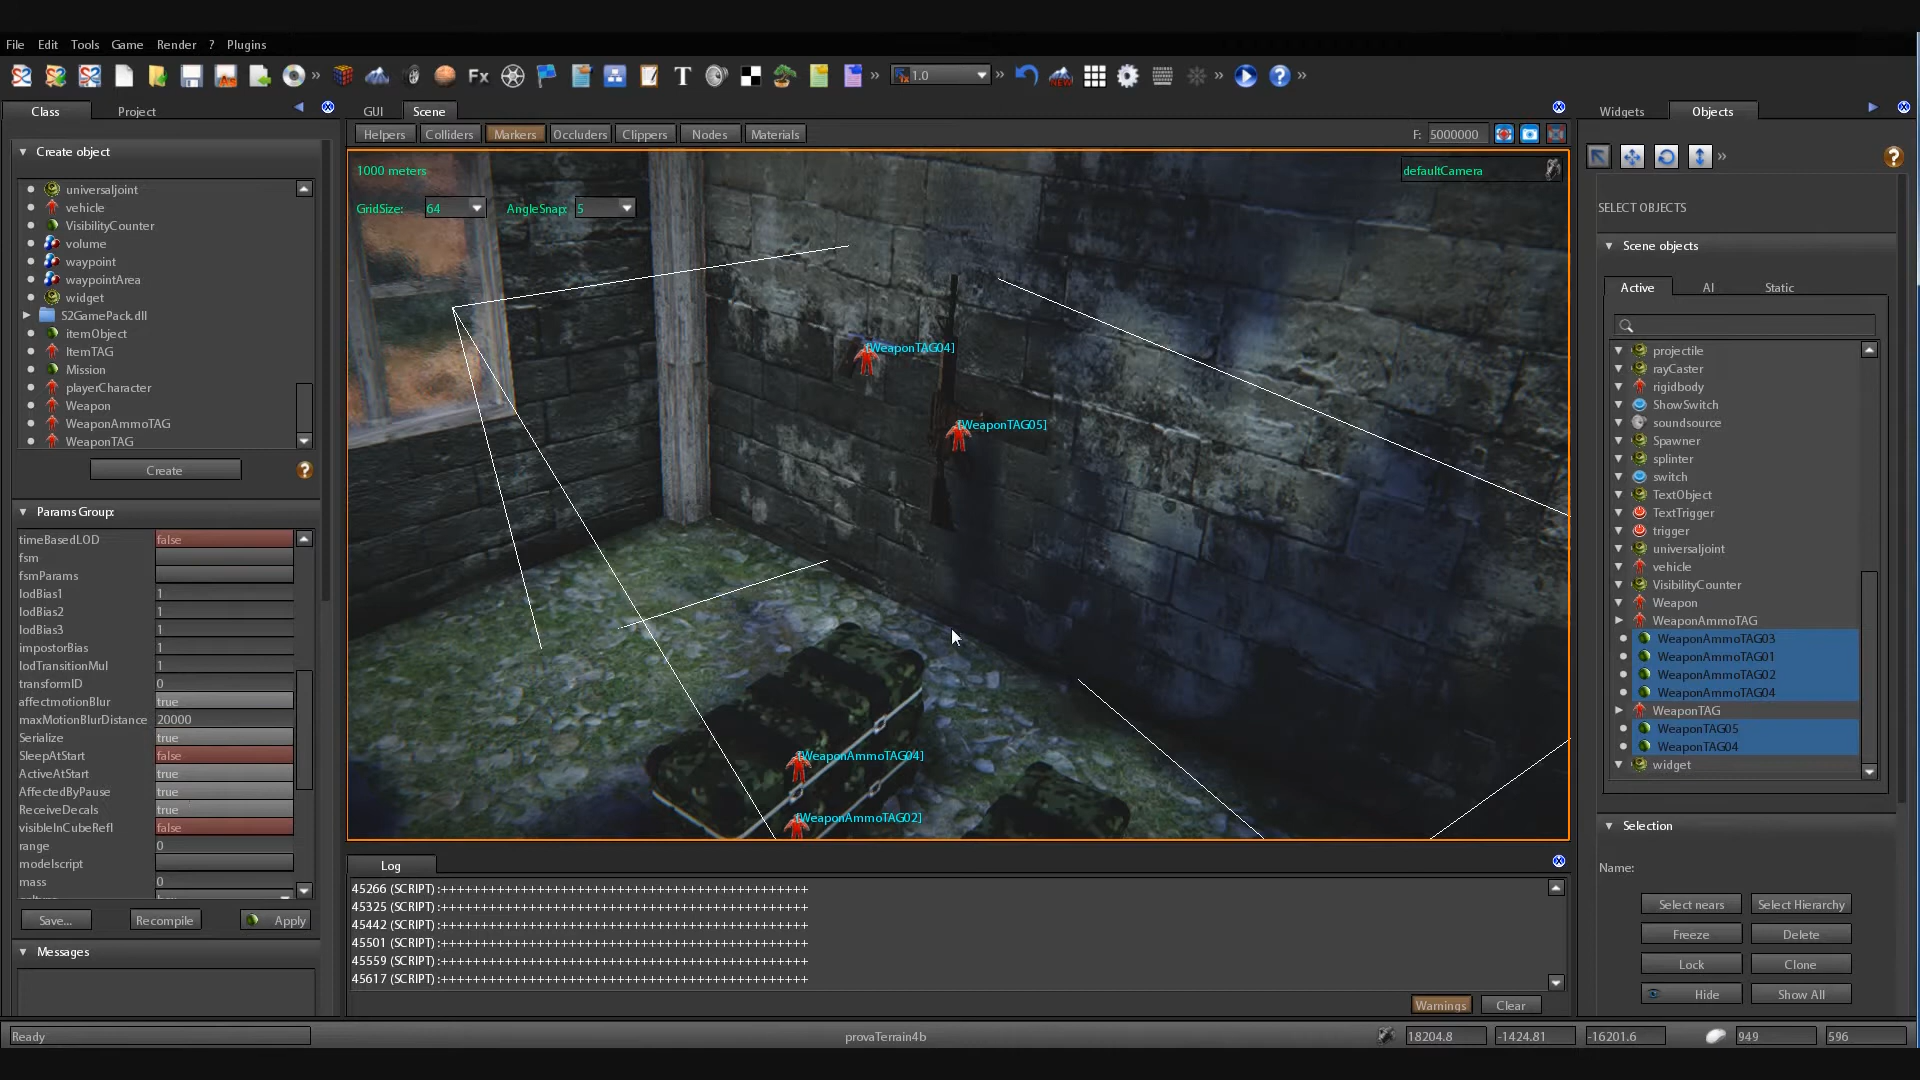 File Edit Tools Game Render ? Plugins
Fx T 1.0
Class Project
GUI Scene
Widgets Objects
Helpers Colliders Markers Occluders Clippers Nodes Materials F: 5000000
Create object
universaljoint
vehicle
VisibilityCounter
volume
waypoint
waypointArea
widget
S2GamePack.dll
itemObject
ItemTAG
Mission
playerCharacter
Weapon
WeaponAmmoTAG
WeaponTAG
Create
Params Group:
timeBasedLOD false
fsm
fsmParams
lodBias1 1
lodBias2 1
lodBias3 1
impostorBias 1
lodTransitionMul 1
transformID 0
affectmotionBlur true
maxMotionBlurDistance 20000
Serialize true
SleepAtStart false
ActiveAtStart true
AffectedByPause true
ReceiveDecals true
visibleInCubeRefl false
range 0
modelscript
mass 0
Save... Recompile Apply
Messages
1000 meters
defaultCamera
GridSize: 64 AngleSnap: 5
[WeaponTAG04]
[WeaponTAG05]
[WeaponAmmoTAG04]
[WeaponAmmoTAG02]
Log
45266 (SCRIPT) :++++++++++++++++++++++++++++++++++++++++++++++
45325 (SCRIPT) :++++++++++++++++++++++++++++++++++++++++++++++
45442 (SCRIPT) :++++++++++++++++++++++++++++++++++++++++++++++
45501 (SCRIPT) :++++++++++++++++++++++++++++++++++++++++++++++
45559 (SCRIPT) :++++++++++++++++++++++++++++++++++++++++++++++
45617 (SCRIPT) :++++++++++++++++++++++++++++++++++++++++++++++
Warnings Clear
SELECT OBJECTS
Scene objects
Active AI Static
projectile
rayCaster
rigidbody
ShowSwitch
soundsource
Spawner
splinter
switch
TextObject
TextTrigger
trigger
universaljoint
vehicle
VisibilityCounter
Weapon
WeaponAmmoTAG
WeaponAmmoTAG03
WeaponAmmoTAG01
WeaponAmmoTAG02
WeaponAmmoTAG04
WeaponTAG
WeaponTAG05
WeaponTAG04
widget
Selection
Name:
Select nears Select Hierarchy
Freeze Delete
Lock Clone
Hide Show All
Ready provaTerrain4b 18204.8 -1424.81 -16201.6 949 596